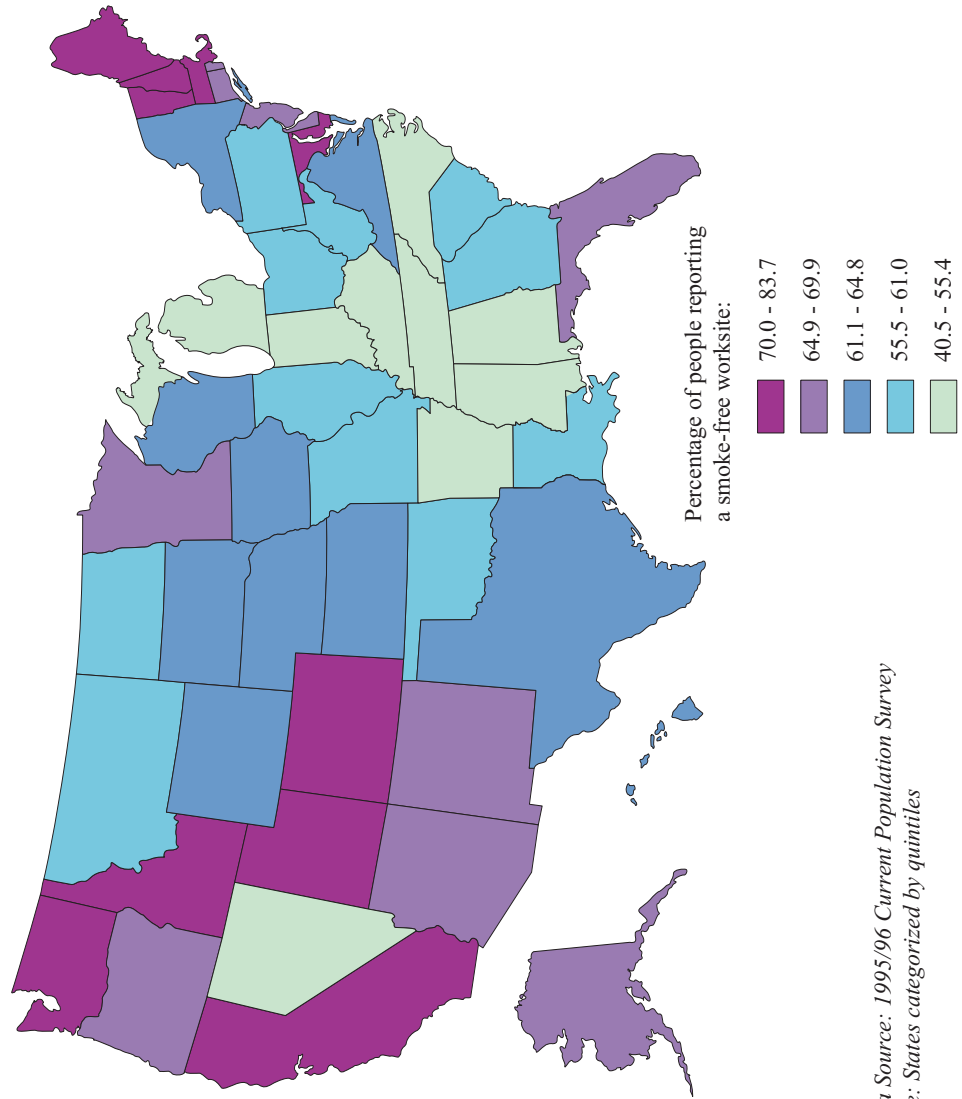 Percentage of people reporting
a smoke-free worksite:
70.0 - 83.7
64.9 - 69.9
61.1 - 64.8
55.5 - 61.0
40.5 - 55.4
Source: 1995/96 Current Population Survey
States categorized by quintiles